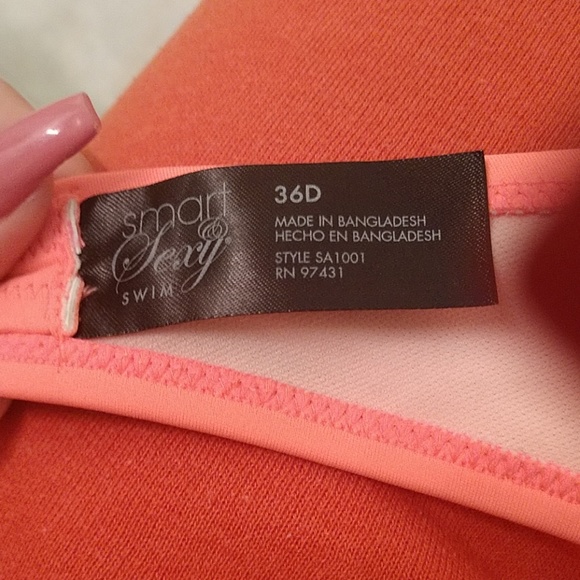 smart
& Sexy
SWIM
36D
MADE IN BANGLADESH
HECHO EN BANGLADESH
STYLE SA1001
RN 97431